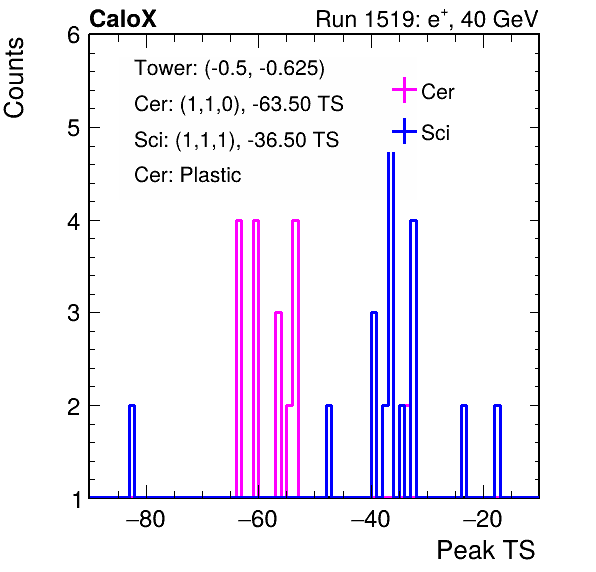 CaloX Run 1519: e⁺, 40 GeV
Counts
6
Tower: (-0.5, -0.625)
Cer: (1,1,0), -63.50 TS
Sci: (1,1,1), -36.50 TS
Cer: Plastic
Cer
Sci
5
4
3
2
1
−80 −60 −40 −20
Peak TS